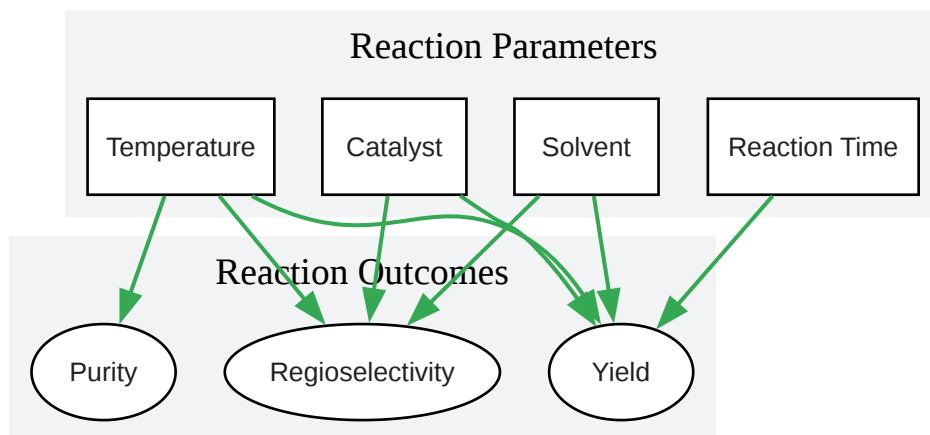 Reaction Parameters
Temperature
Catalyst
Solvent
Reaction Time
Reaction Outcomes
Purity
Regioselectivity
Yield